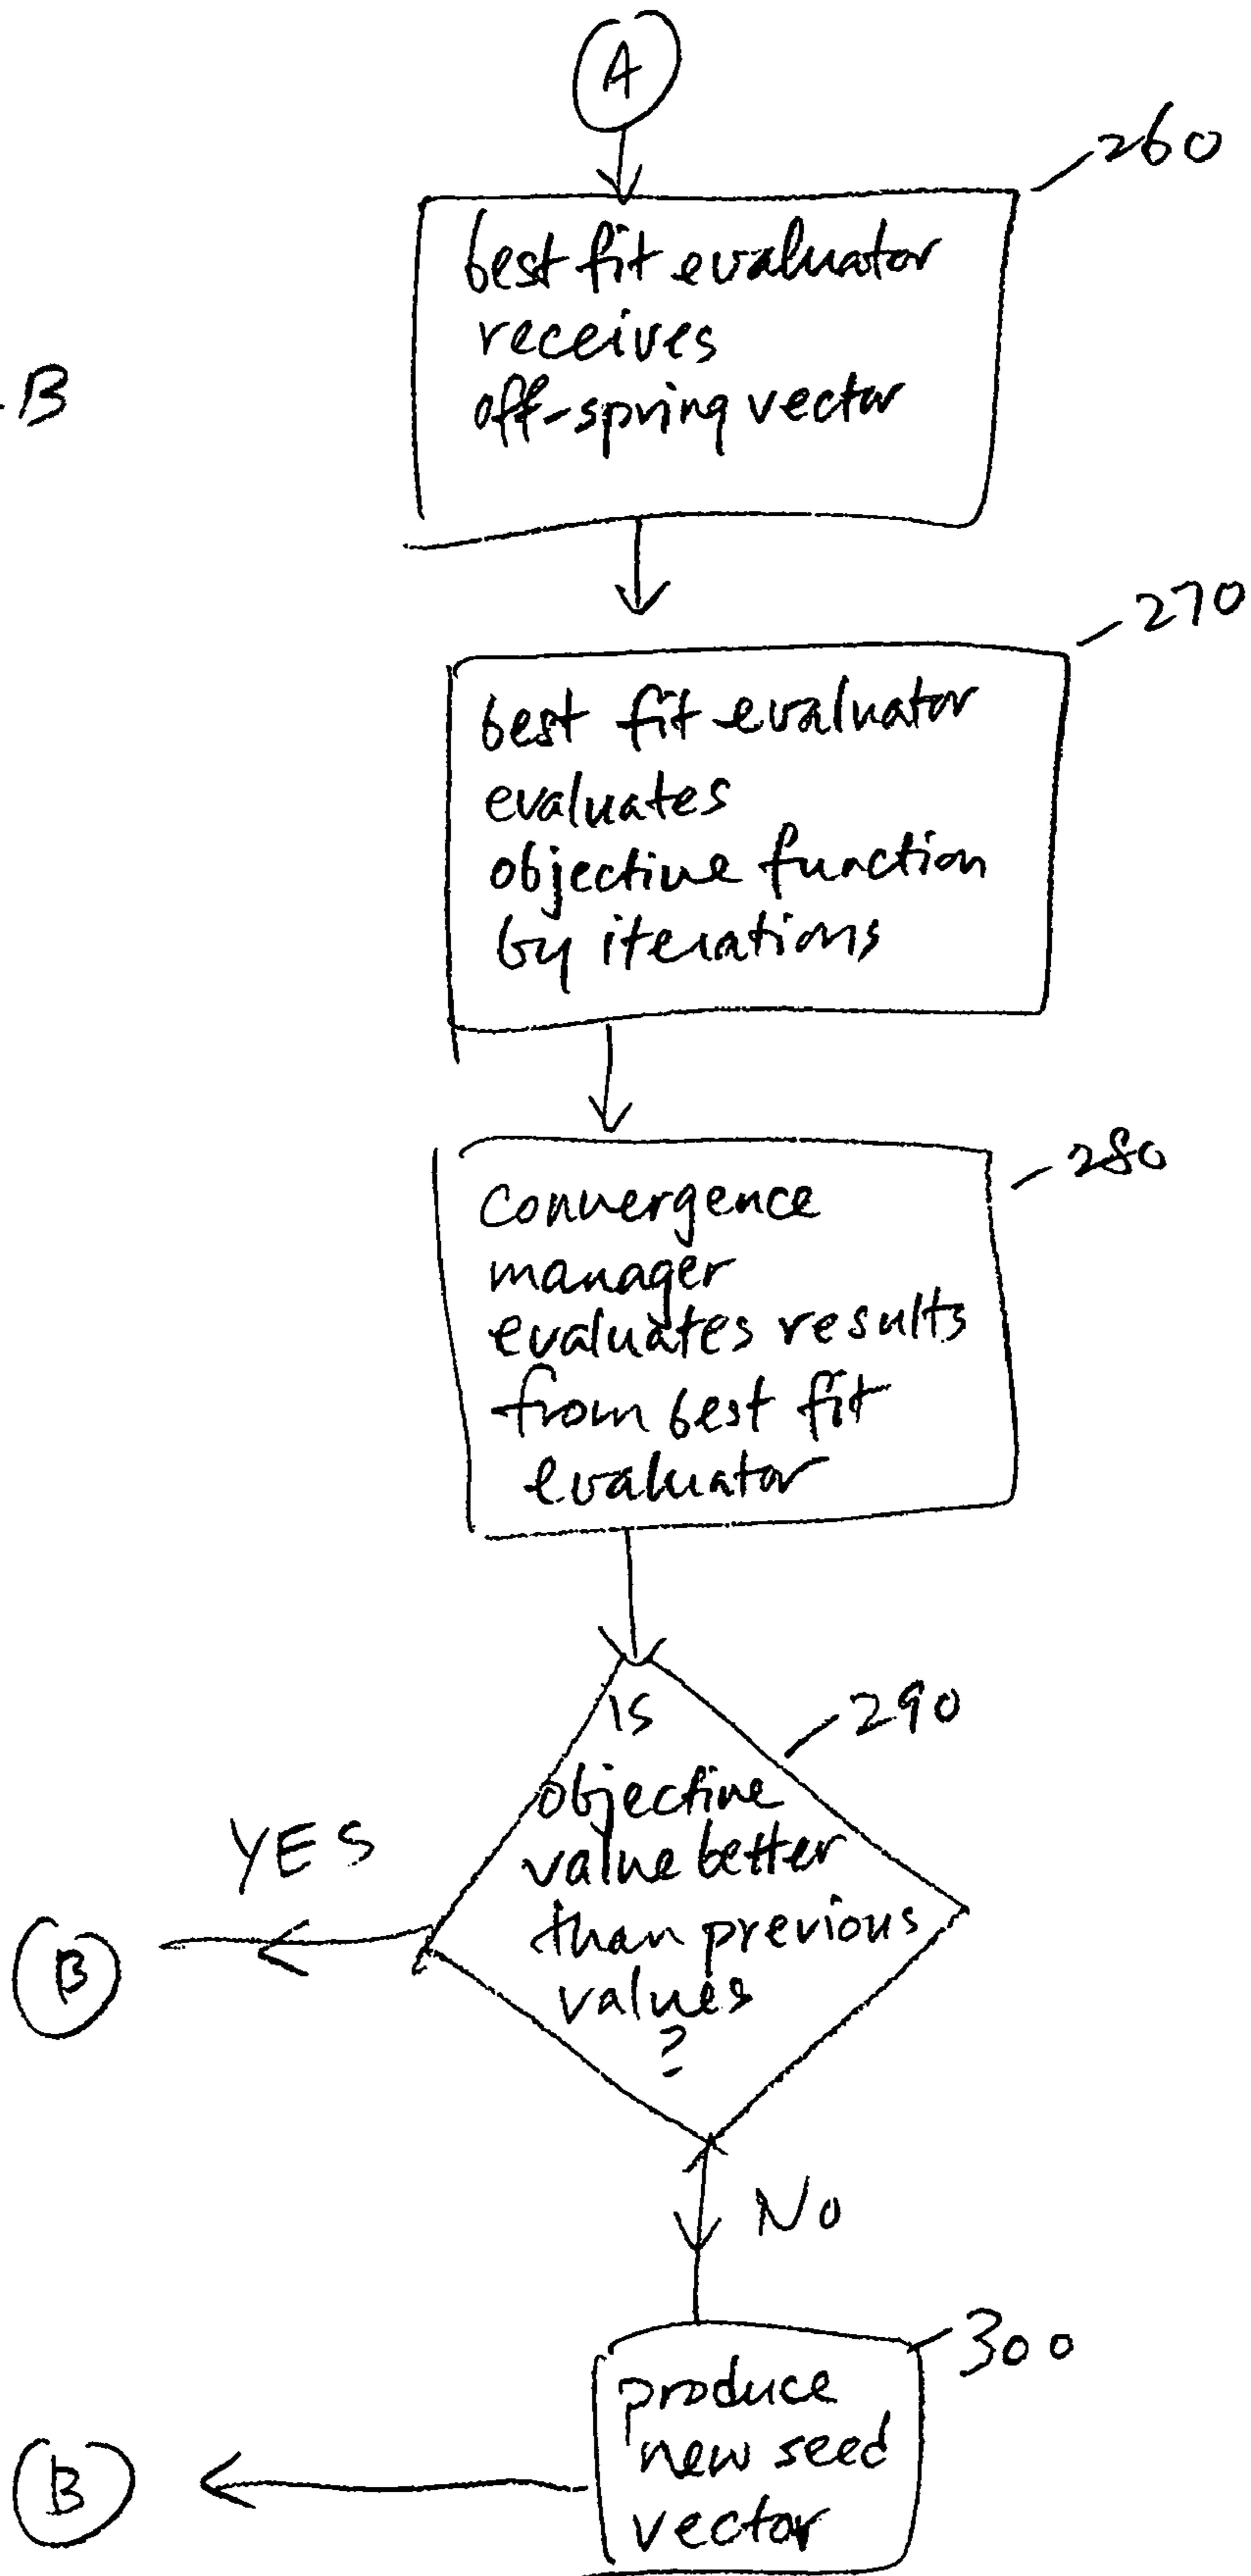 A
260
best fit evaluator
receives
off-spring vector
B
270
best fit evaluator
evaluates
objective function
by iterations
280
convergence
manager
evaluates results
from best fit
evaluator
290
is
objective
value better
than previous
values
?
YES
B
No
300
produce
new seed
vector
B